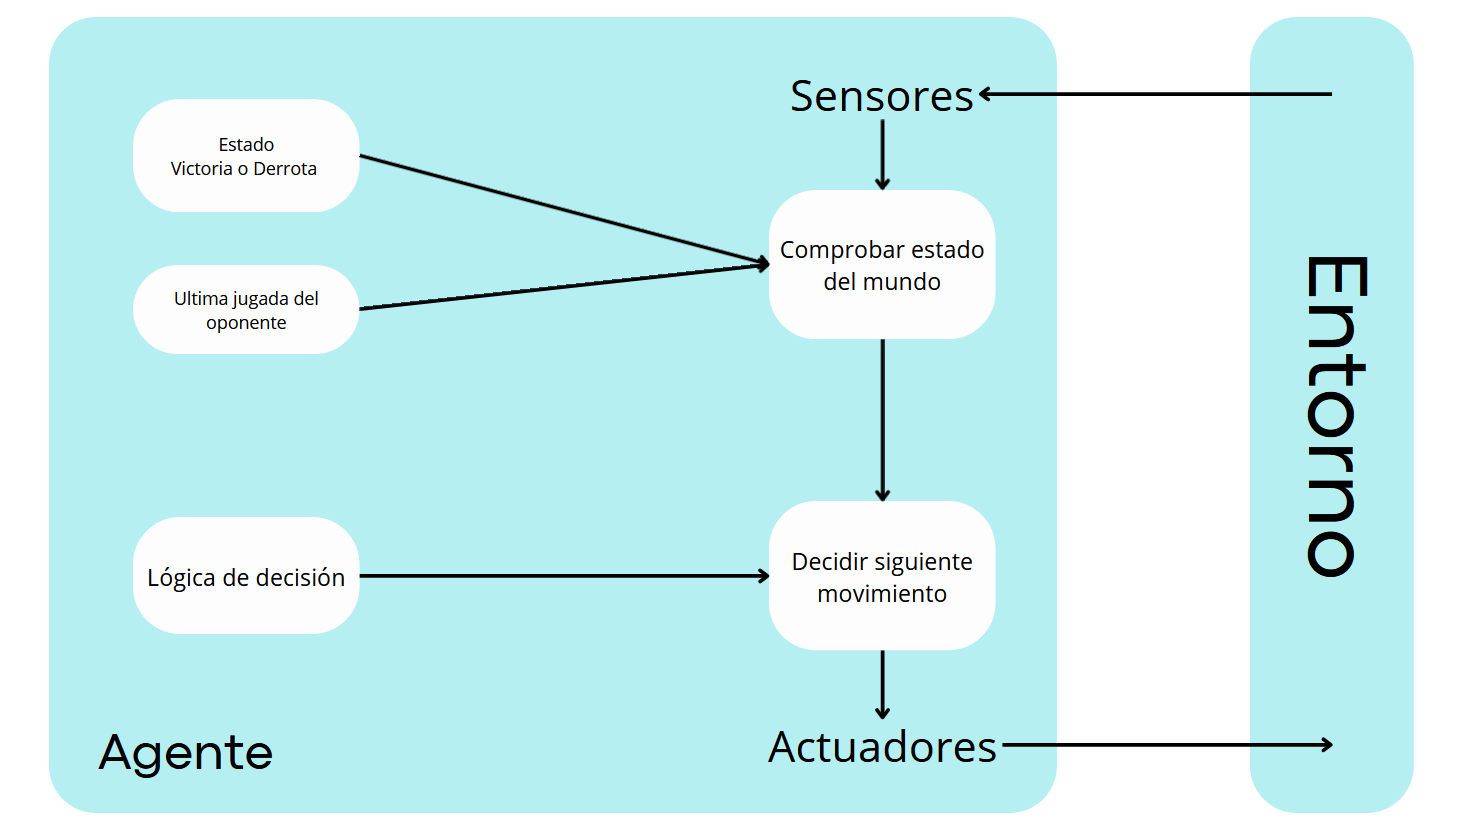 Sensores
Estado
Victoria o Derrota
Comprobar estado
del mundo
Ultima jugada del
oponente
Entorno
Lógica de decisión
Decidir siguiente
movimiento
Agente
Actuadores